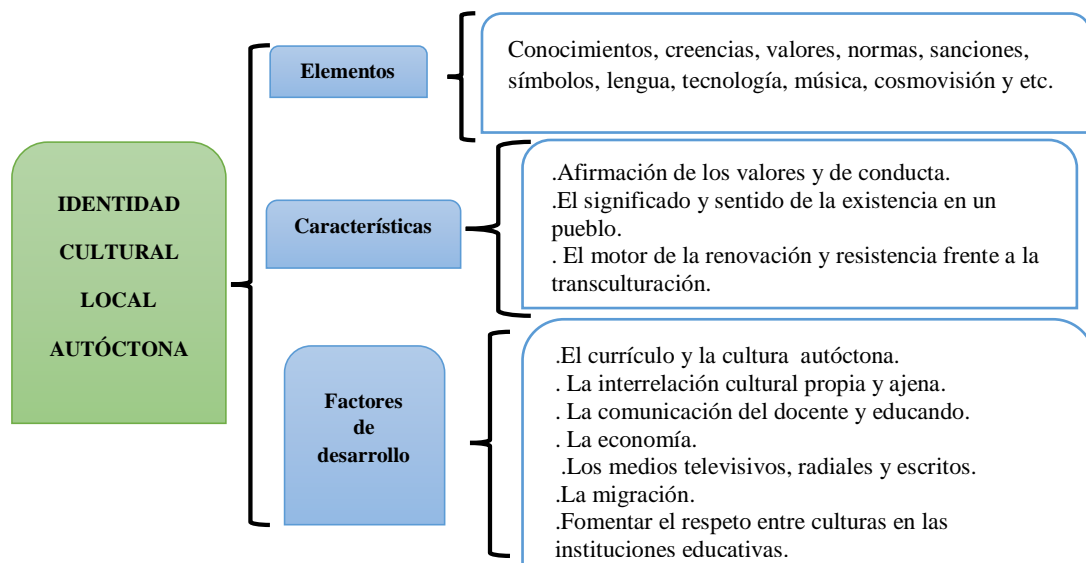 IDENTIDAD
CULTURAL
LOCAL
AUTÓCTONA
Elementos
Conocimientos, creencias, valores, normas, sanciones,
símbolos, lengua, tecnología, música, cosmovisión y etc.
Característícas
.Afirmación de los valores y de conducta.
.El significado y sentido de la existencia en un
pueblo.
. El motor de la renovación y resistencia frente a la
transculturación.
Factores
de
desarrollo
.El currículo y la cultura autóctona.
. La interrelación cultural propia y ajena.
. La comunicación del docente y educando.
. La economía.
.Los medios televisivos, radiales y escritos.
.La migración.
.Fomentar el respeto entre culturas en las
instituciones educativas.